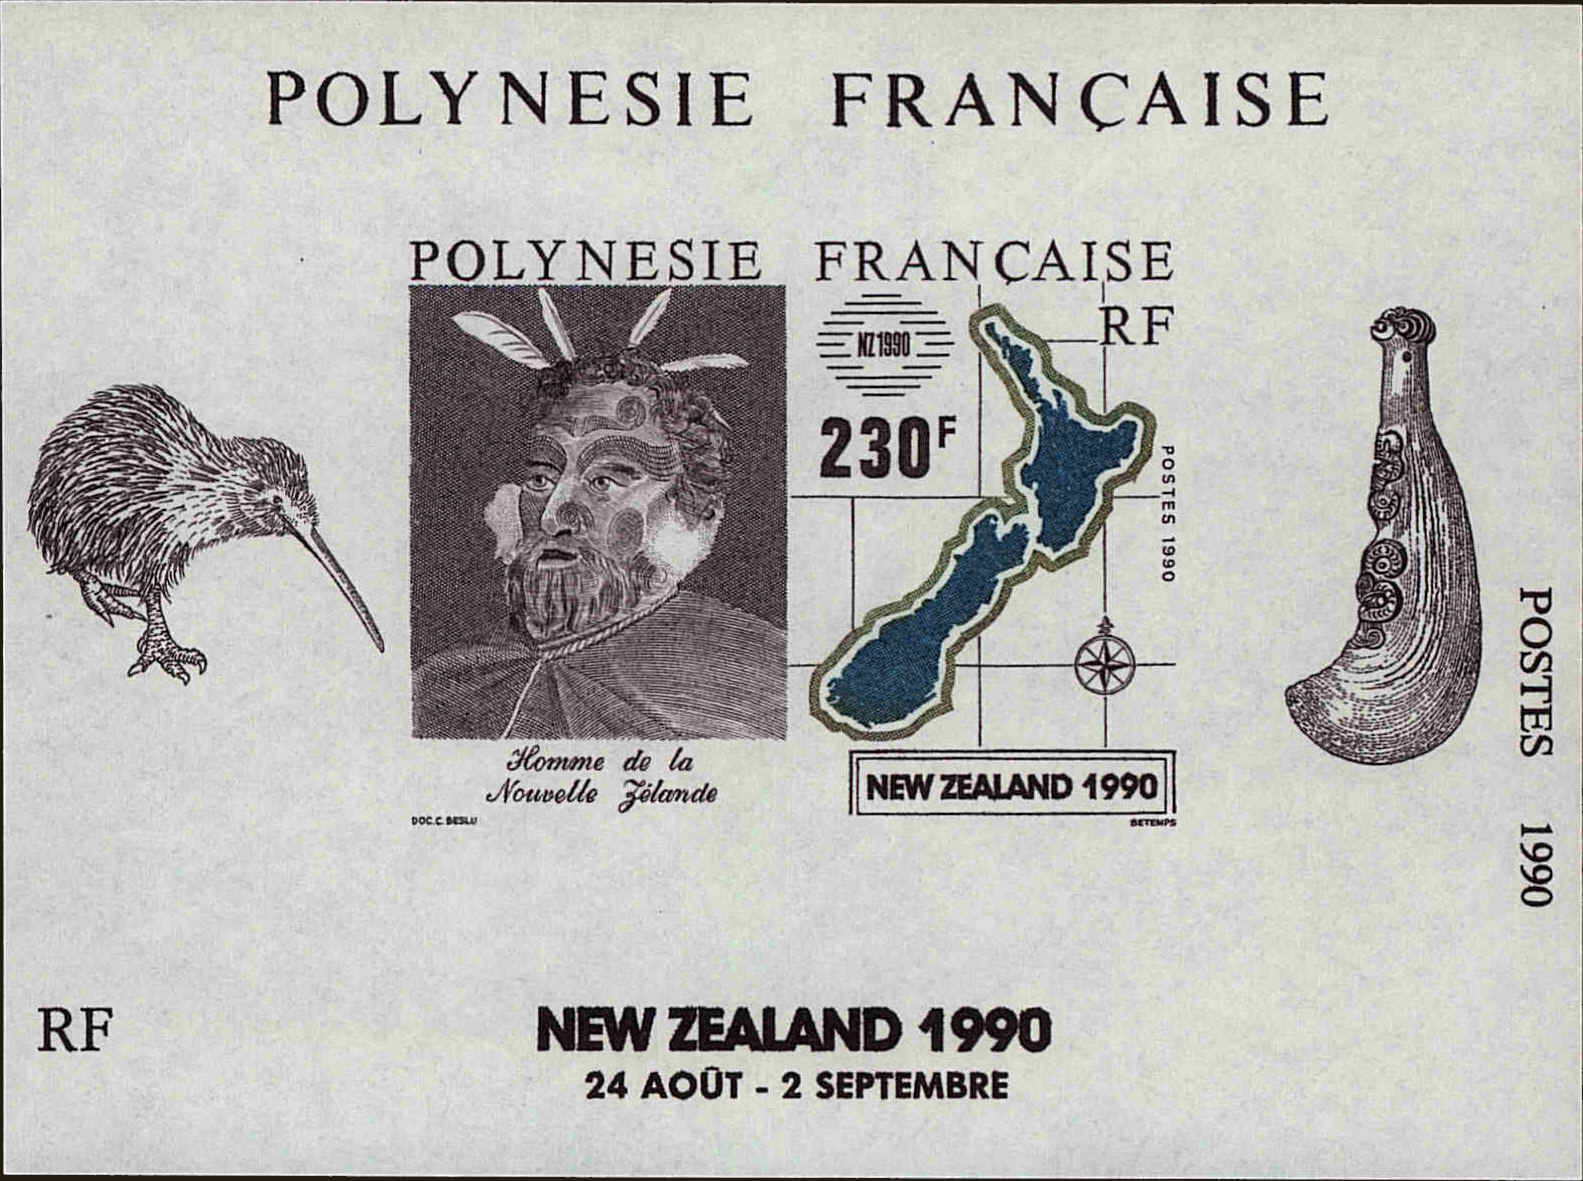 POLYNESIE FRANÇAISE
POLYNESIE FRANÇAISE
RF
NZ1990
230F
POSTES 1990
Homme de la
Nouvelle Zélande
NEW ZEALAND 1990
DOC.C. BESLU
BETEMPS
POSTES 1990
RF
NEW ZEALAND 1990
24 AOÛT - 2 SEPTEMBRE